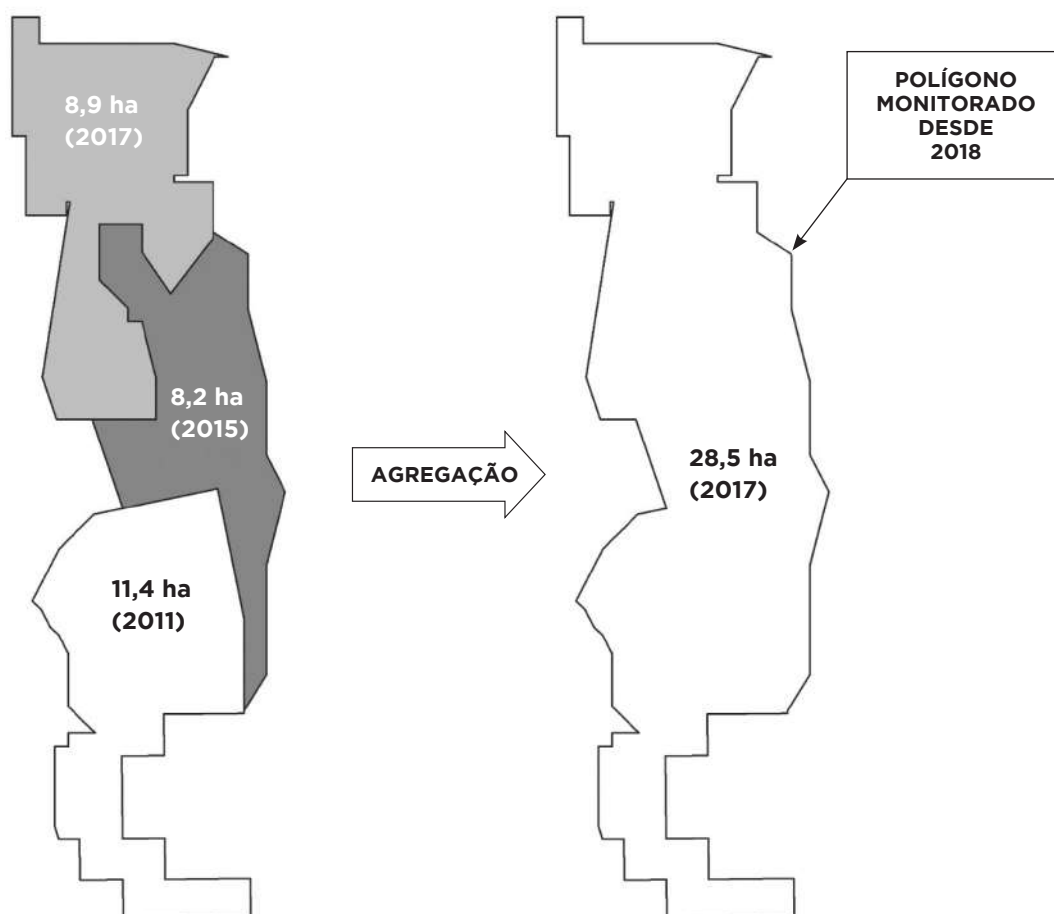 8,9 ha
(2017)
POLÍGONO
MONITORADO
DESDE
2018
8,2 ha
(2015)
AGREGAÇÃO
28,5 ha
(2017)
11,4 ha
(2011)